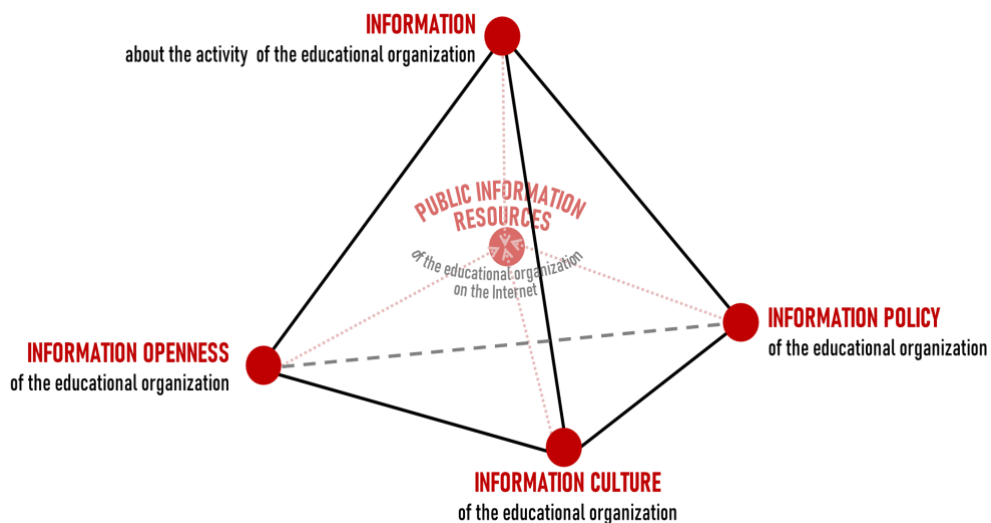 INFORMATION
about the activity of the educational organization
PUBLIC INFORMATION
RESOURCES
of the educational organization
on the Internet
INFORMATION POLICY
of the educational organization
INFORMATION OPENNESS
of the educational organization
INFORMATION CULTURE
of the educational organization